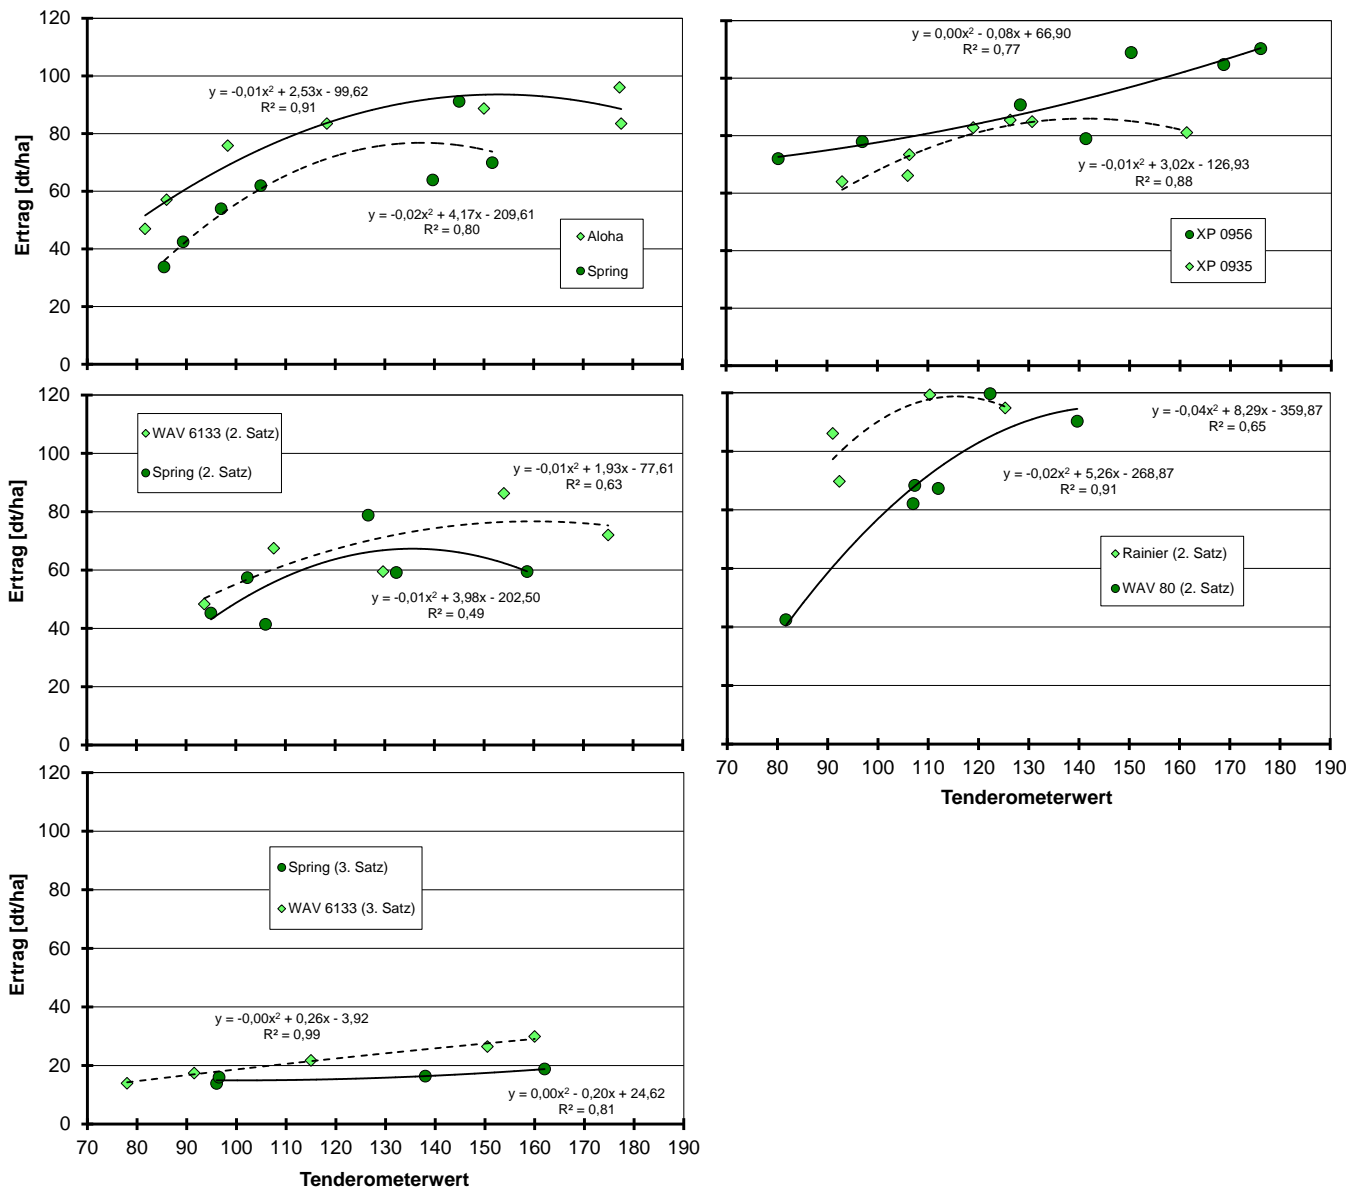 120
100
80
60
40
20
0
Ertrag [dt/ha]
y = -0,01x² + 2,53x - 99,62
R² = 0,91
y = -0,02x² + 4,17x - 209,61
R² = 0,80
Aloha
Spring
y = 0,00x² - 0,08x + 66,90
R² = 0,77
y = -0,01x² + 3,02x - 126,93
R² = 0,88
XP 0956
XP 0935
120
100
80
60
40
20
0
Ertrag [dt/ha]
WAV 6133 (2. Satz)
Spring (2. Satz)
y = -0,01x² + 1,93x - 77,61
R² = 0,63
y = -0,01x² + 3,98x - 202,50
R² = 0,49
y = -0,04x² + 8,29x - 359,87
R² = 0,65
y = -0,02x² + 5,26x - 268,87
R² = 0,91
Rainier (2. Satz)
WAV 80 (2. Satz)
70 80 90 100 110 120 130 140 150 160 170 180 190
Tenderometerwert
120
100
80
60
40
20
0
Ertrag [dt/ha]
Spring (3. Satz)
WAV 6133 (3. Satz)
y = -0,00x² + 0,26x - 3,92
R² = 0,99
y = 0,00x² - 0,20x + 24,62
R² = 0,81
70 80 90 100 110 120 130 140 150 160 170 180 190
Tenderometerwert